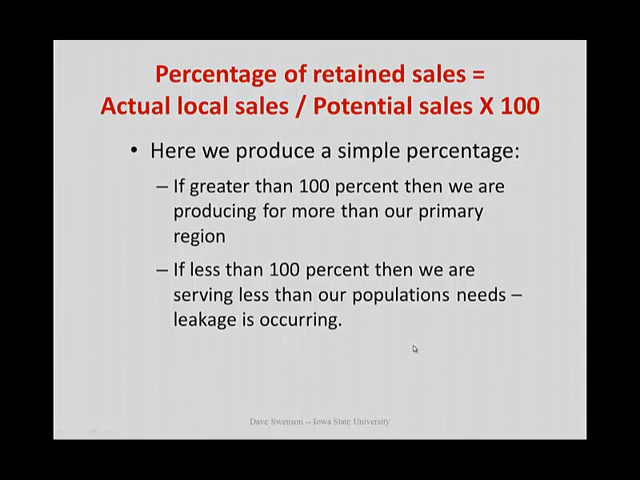 Percentage of retained sales =
Actual local sales / Potential sales X 100
• Here we produce a simple percentage:
– If greater than 100 percent then we are
producing for more than our primary
region
– If less than 100 percent then we are
serving less than our populations needs –
leakage is occurring.
Dave Swenson -- Iowa State University